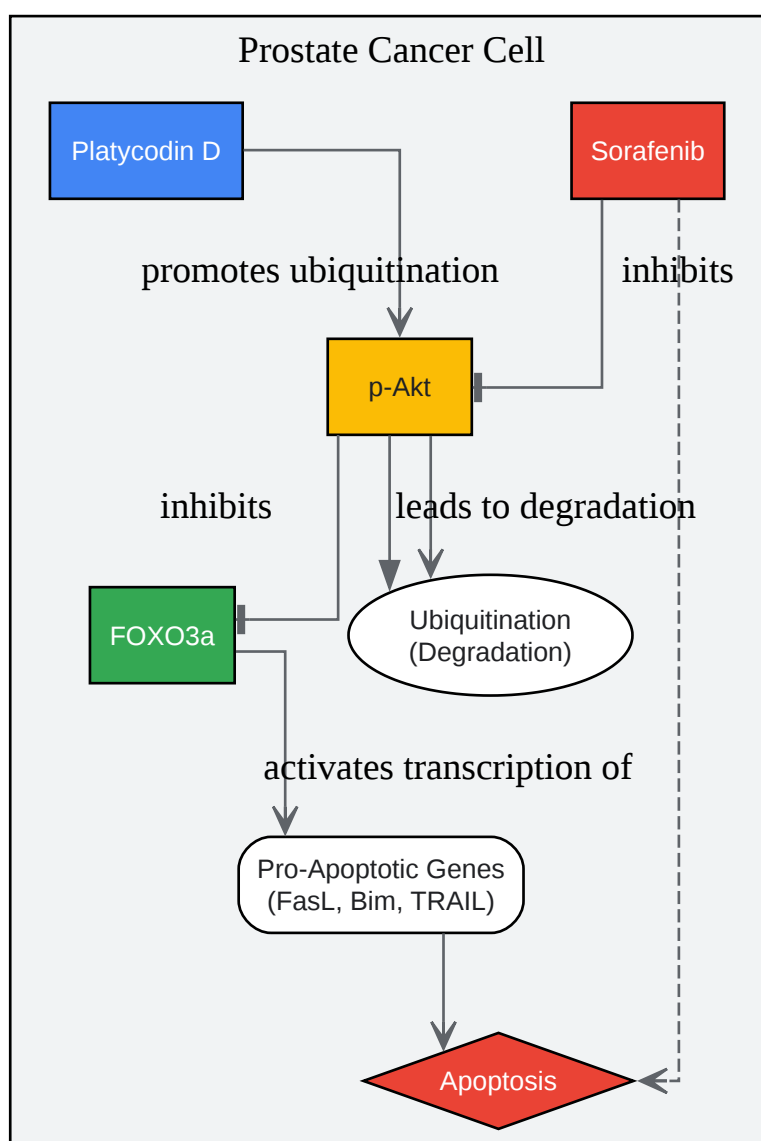 Prostate Cancer Cell
Platycodin D
Sorafenib
promotes ubiquitination
inhibits
p-Akt
inhibits
leads to degradation
FOXO3a
Ubiquitination
(Degradation)
activates transcription of
Pro-Apoptotic Genes
(FasL, Bim, TRAIL)
Apoptosis